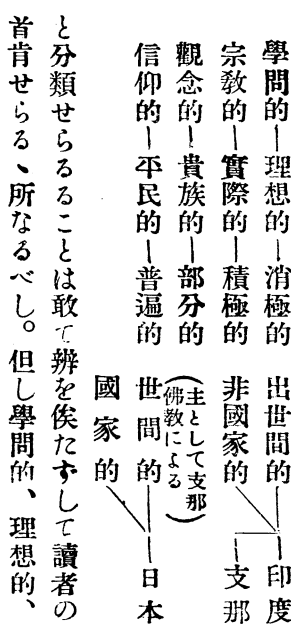 學問的━理想的━消極的 出世間的━印度
宗敎的━實際的━積極的 非國家的━支那
觀念的━貴族的━部分的 (主として支那
佛敎による)
信仰的━平民的━普遍的 世間的━日本
國家的
と分類せらるることは敢て辨を俟たずして讀者の
首肯せらるゝ所なるべし。但し學問的、理想的、